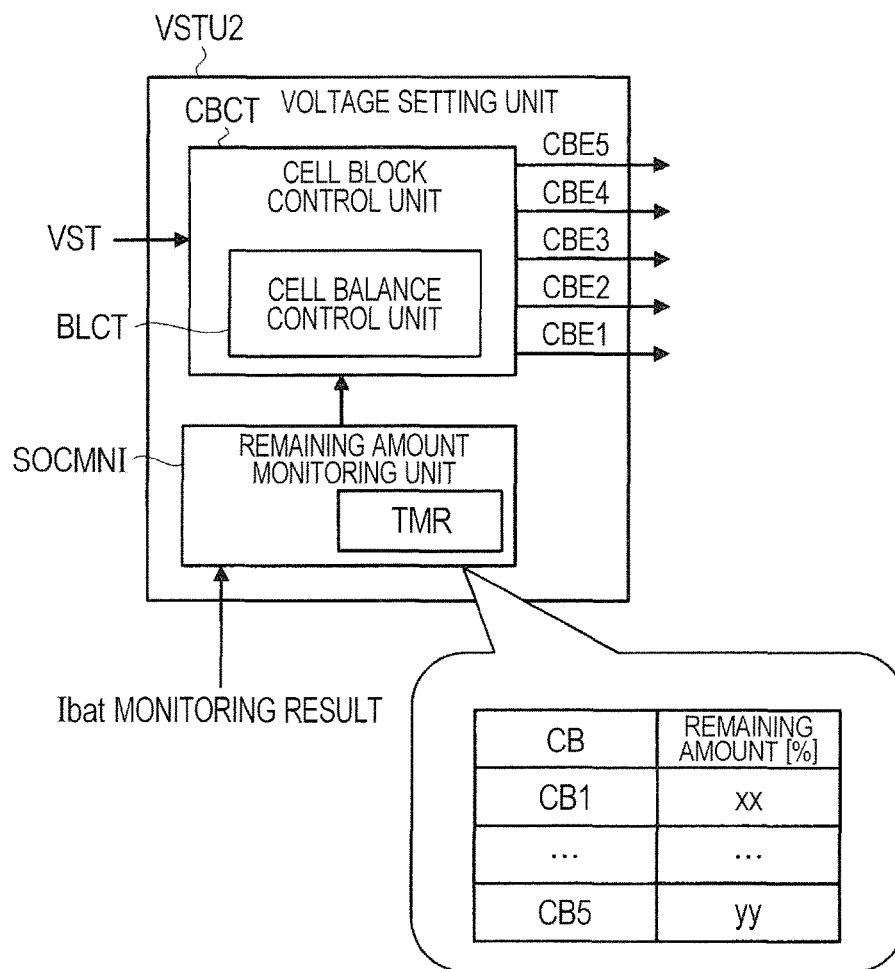 VSTU2
VOLTAGE SETTING UNIT
CBCT
CELL BLOCK
CONTROL UNIT
CBE5
CBE4
CBE3
CBE2
CBE1
VST
CELL BALANCE
CONTROL UNIT
BLCT
SOCMNI
REMAINING AMOUNT
MONITORING UNIT
TMR
Ibat MONITORING RESULT
CB
REMAINING
AMOUNT [%]
CB1
xx
...
...
CB5
yy